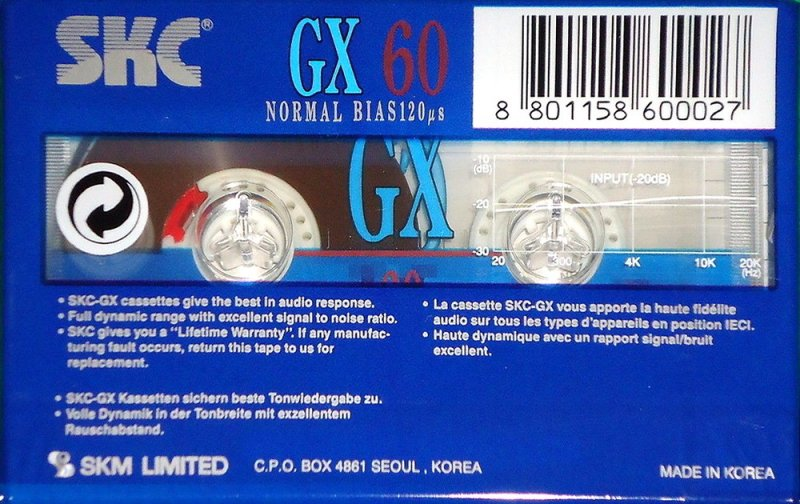 SKC®
GX 60
NORMAL BIAS120μs
8 801158 600027
GX
-10
(dB)
INPUT(-20dB)
-20
-30
20 300 4K 10K 20K
(Hz)
• SKC-GX cassettes give the best in audio response.
• Full dynamic range with excellent signal to noise ratio.
• SKC gives you a "Lifetime Warranty". If any manufac-
turing fault occurs, return this tape to us for
replacement.
• La cassette SKC-GX vous apporte la haute fidélite
audio sur tous les types d'appareils en position IECI.
• Haute dynamique avec un rapport signal/bruit
excellent.
• SKC-GX Kassetten sichern beste Tonwiedergabe zu.
• Volle Dynamik in der Tonbreite mit exzellentem
Rauschabstand.
SKM LIMITED C.P.O. BOX 4861 SEOUL , KOREA
MADE IN KOREA